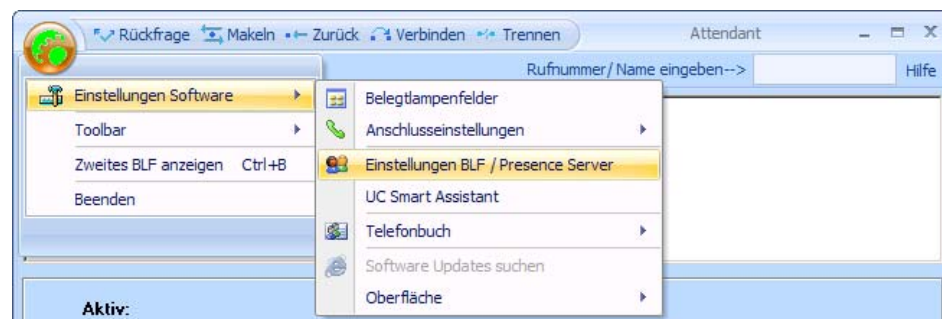 Rückfrage Makeln Zurück Verbinden Trennen Attendant
Rufnummer/ Name eingeben--> Hilfe
Einstellungen Software
Toolbar
Zweites BLF anzeigen Ctrl+B
Beenden
Belegtlampenfelder
Anschlusseinstellungen
Einstellungen BLF / Presence Server
UC Smart Assistant
Telefonbuch
Software Updates suchen
Oberfläche
Aktiv: